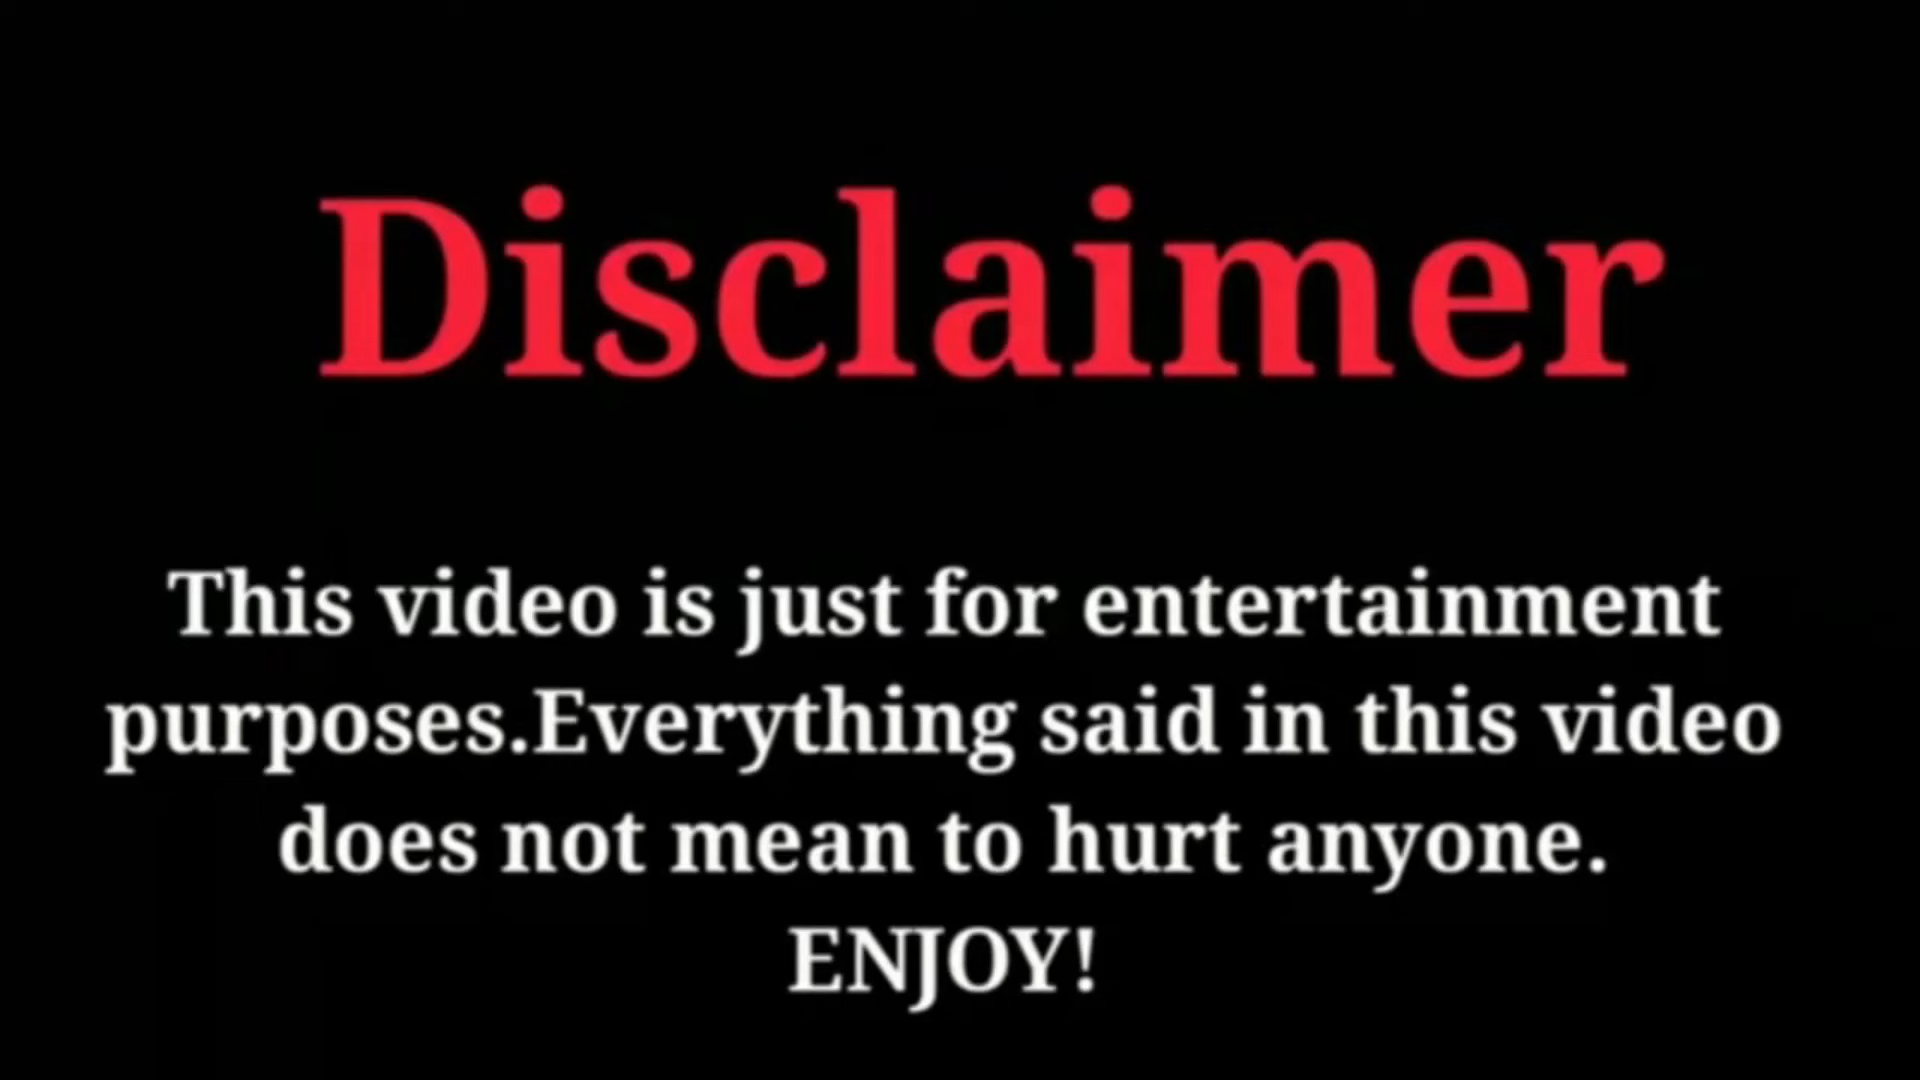 Disclaimer
This video is just for entertainment
purposes.Everything said in this video
does not mean to hurt anyone.
ENJOY!